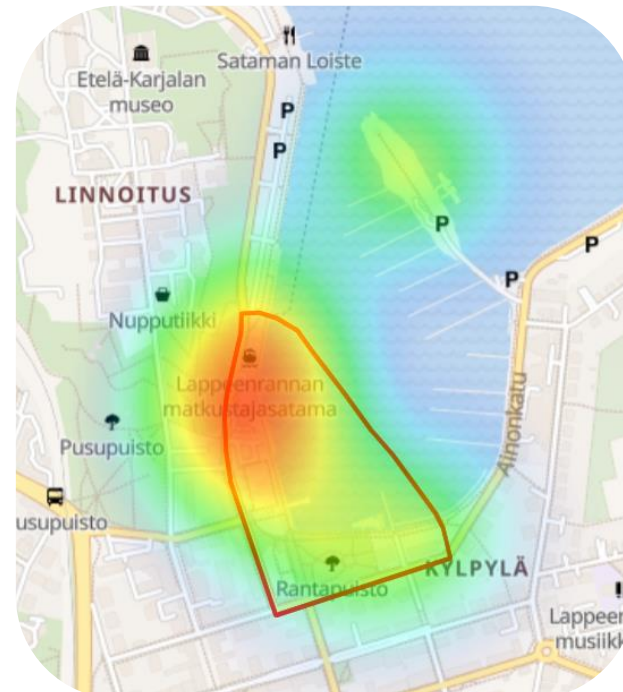 Sataman Loiste
Etelä-Karjalan
museo
P
P
LINNOITUS
P
P
P
Nupputiikki
Lappeenrannan
matkustajasatama
Ainonkatu
Pusupuisto
usupuisto
KYLPYLÄ
Rantapuisto
Lappeen
musiikk